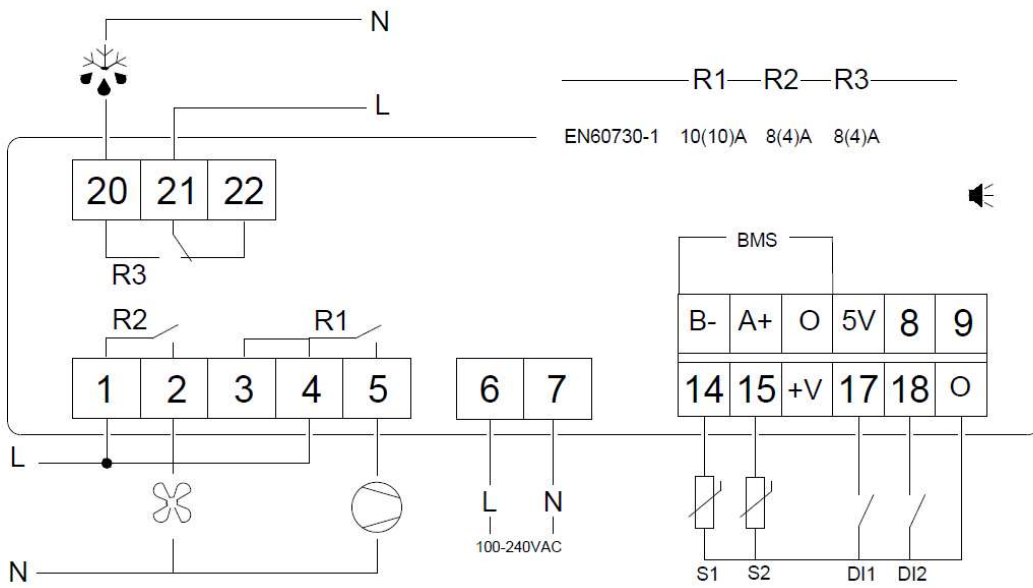 N
R1 R2 R3
L
EN60730-1 10(10)A 8(4)A 8(4)A
20 21 22
BMS
R3
R2 R1
B- A+ O 5V 8 9
1 2 3 4 5 6 7
14 15 +V 17 18 O
L
L N
100-240VAC
N
S1 S2 DI1 DI2